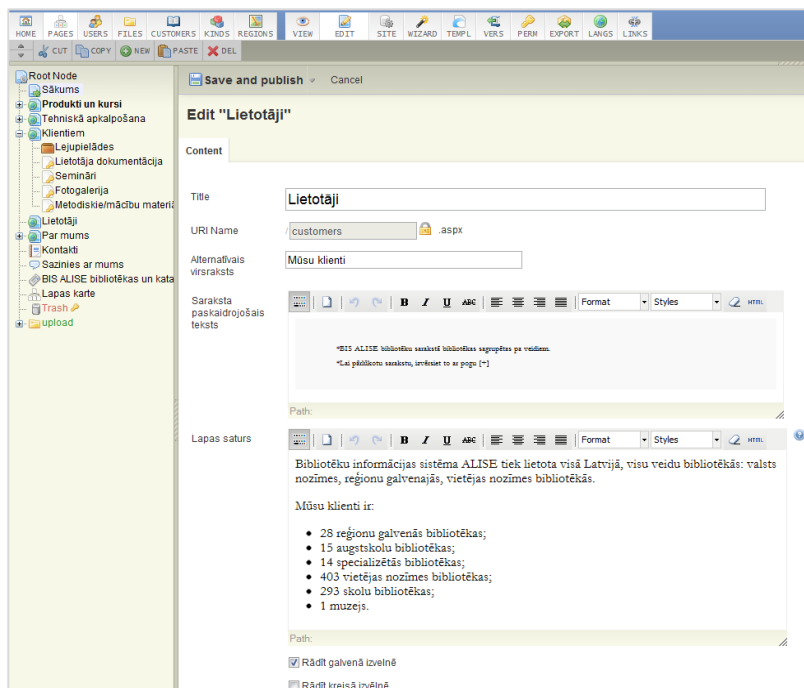 HOME PAGES USERS FILES CUSTOMERS KINDS REGIONS VIEW EDIT SITE WIZARD TEMPL VERS PERM EXPORT LANGS LINKS
CUT COPY NEW PASTE DEL
Root Node
Sākums
Produkti un kursi
Tehniskā apkalpošana
Klientiem
Lejupielādes
Lietotāja dokumentācija
Semināri
Fotogalerija
Metodiskie/mācību materiā
Lietotāji
Par mums
Kontakti
Sazinies ar mums
BIS ALISE bibliotēkas un kata
Lapas karte
Trash
upload
Save and publish Cancel
Edit "Lietotāji"
Content
Title Lietotāji
URI Name / customers .aspx
Alternatīvais virsraksts Mūsu klienti
Saraksta
paskaidrojošais
teksts
B I U ABC Format Styles HTML
*BIS ALISE bibliotēku sarakstā bibliotēkas sagrupētas pa veidiem.
*Lai pārlūkotu sarakstu, izvērsiet to ar pogu [+]
Path:
Lapas saturs
B I U ABC Format Styles HTML
Bibliotēku informācijas sistēma ALISE tiek lietota visā Latvijā, visu veidu bibliotēkās: valsts
nozīmes, reģionu galvenajās, vietējas nozīmes bibliotēkās.
Mūsu klienti ir:
• 28 reģionu galvenās bibliotēkas;
• 15 augstskolu bibliotēkas;
• 14 specializētās bibliotēkas;
• 403 vietējas nozīmes bibliotēkas;
• 293 skolu bibliotēkas;
• 1 muzejs.
Path:
Rādīt galvenā izvelnē
Rādīt kreisā izvēlnē